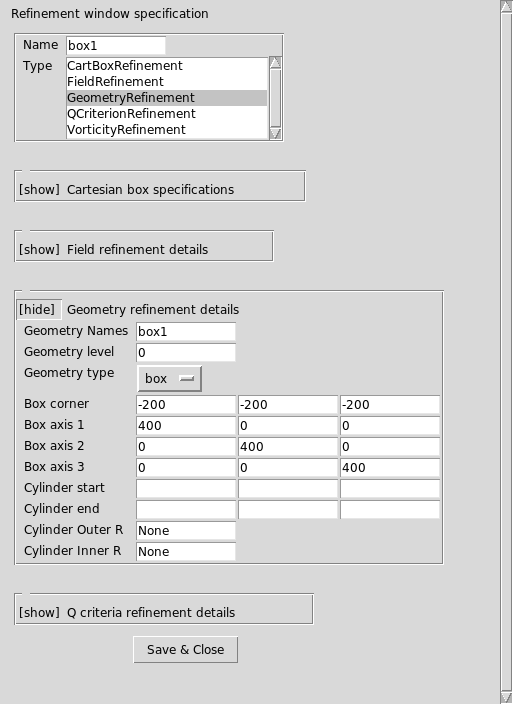 Refinement window specification
Name box1
Type CartBoxRefinement
FieldRefinement
GeometryRefinement
QCriterionRefinement
VorticityRefinement
[show] Cartesian box specifications
[show] Field refinement details
[hide] Geometry refinement details
Geometry Names box1
Geometry level 0
Geometry type box
Box corner -200 -200 -200
Box axis 1 400 0 0
Box axis 2 0 400 0
Box axis 3 0 0 400
Cylinder start
Cylinder end
Cylinder Outer R None
Cylinder Inner R None
[show] Q criteria refinement details
Save & Close